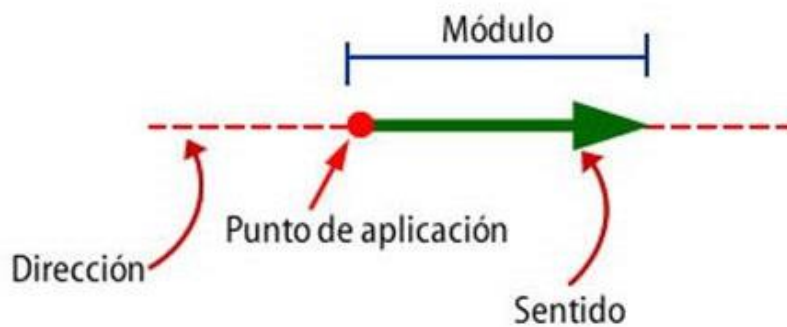 Módulo
Punto de aplicación
Dirección
Sentido